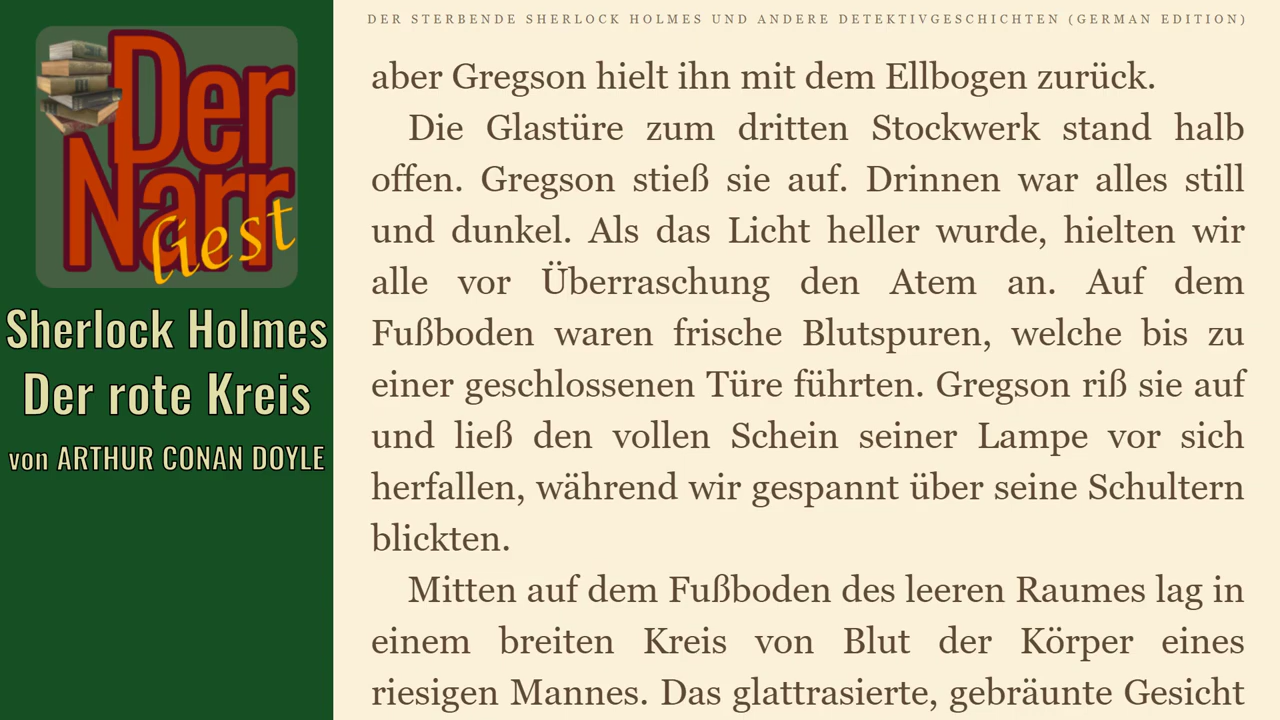 Der
Narr
liest
Sherlock Holmes
Der rote Kreis
von ARTHUR CONAN DOYLE
DER STERBENDE SHERLOCK HOLMES UND ANDERE DETEKTIVGESCHICHTEN (GERMAN EDITION)
aber Gregson hielt ihn mit dem Ellbogen zurück.
Die Glastüre zum dritten Stockwerk stand halb
offen. Gregson stieß sie auf. Drinnen war alles still
und dunkel. Als das Licht heller wurde, hielten wir
alle vor Überraschung den Atem an. Auf dem
Fußboden waren frische Blutspuren, welche bis zu
einer geschlossenen Türe führten. Gregson riß sie auf
und ließ den vollen Schein seiner Lampe vor sich
herfallen, während wir gespannt über seine Schultern
blickten.
Mitten auf dem Fußboden des leeren Raumes lag in
einem breiten Kreis von Blut der Körper eines
riesigen Mannes. Das glattrasierte, gebräunte Gesicht